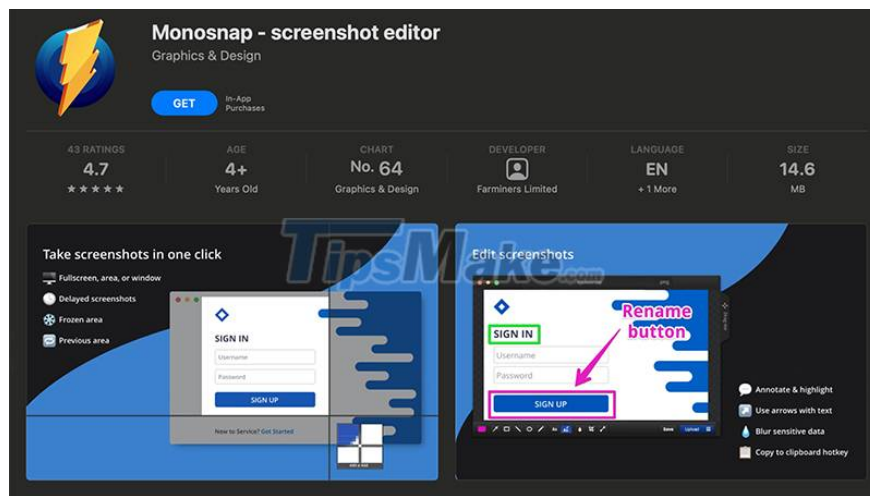 Monosnap - screenshot editor
Graphics & Design
GET
In-App
Purchases
43 RATINGS
4.7
★★★★★
AGE
4+
Years Old
CHART
No. 64
Graphics & Design
DEVELOPER
Farminers Limited
LANGUAGE
EN
+ 1 More
SIZE
14.6
MB
TipsMake.com
Take screenshots in one click
Fullscreen, area, or window
Delayed screenshots
Frozen area
Previous area
SIGN IN
Username
Password
SIGN UP
New to Service? Get Started
Edit screenshots
SIGN IN
Username
Password
SIGN UP
Rename
button
Save
Upload
Annotate & highlight
Use arrows with text
Blur sensitive data
Copy to clipboard hotkey